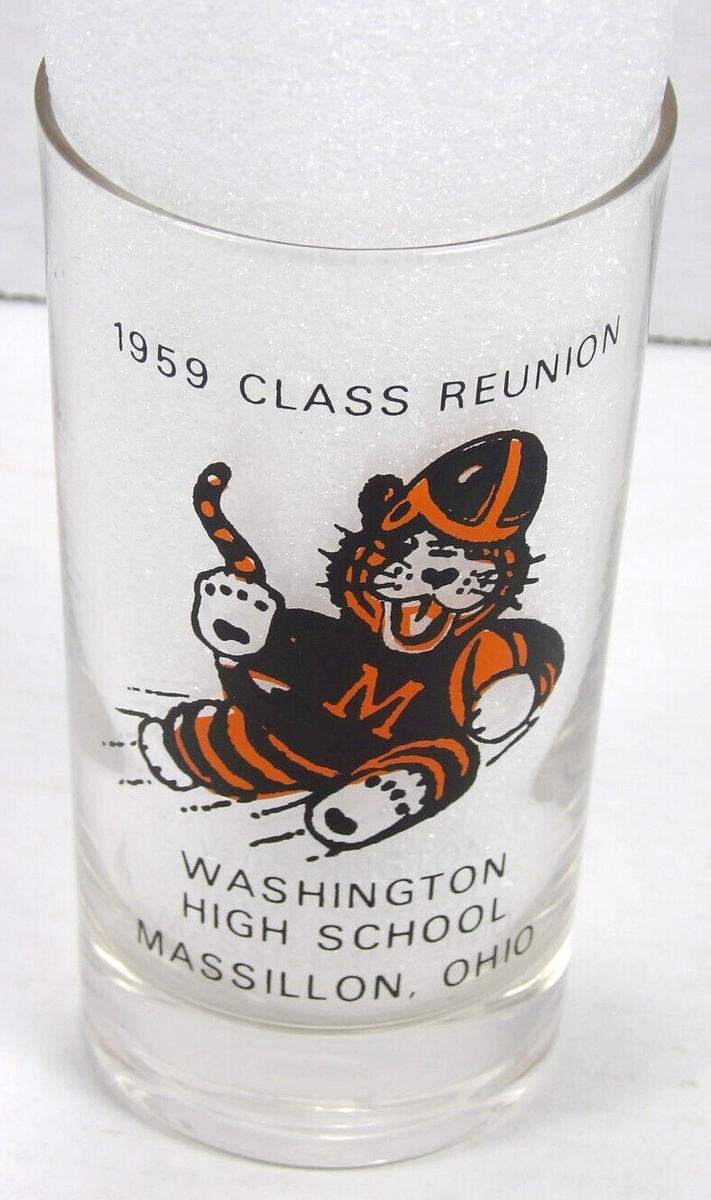 1959 CLASS REUNION
M
WASHINGTON
HIGH SCHOOL
MASSILLON, OHIO